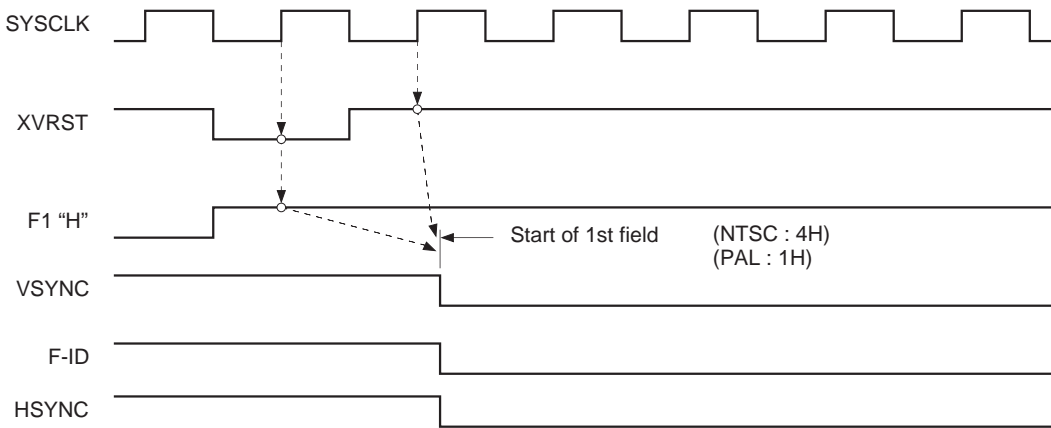 SYSCLK
XVRST
F1 “H”
Start of 1st field (NTSC : 4H)
(PAL : 1H)
VSYNC
F-ID
HSYNC